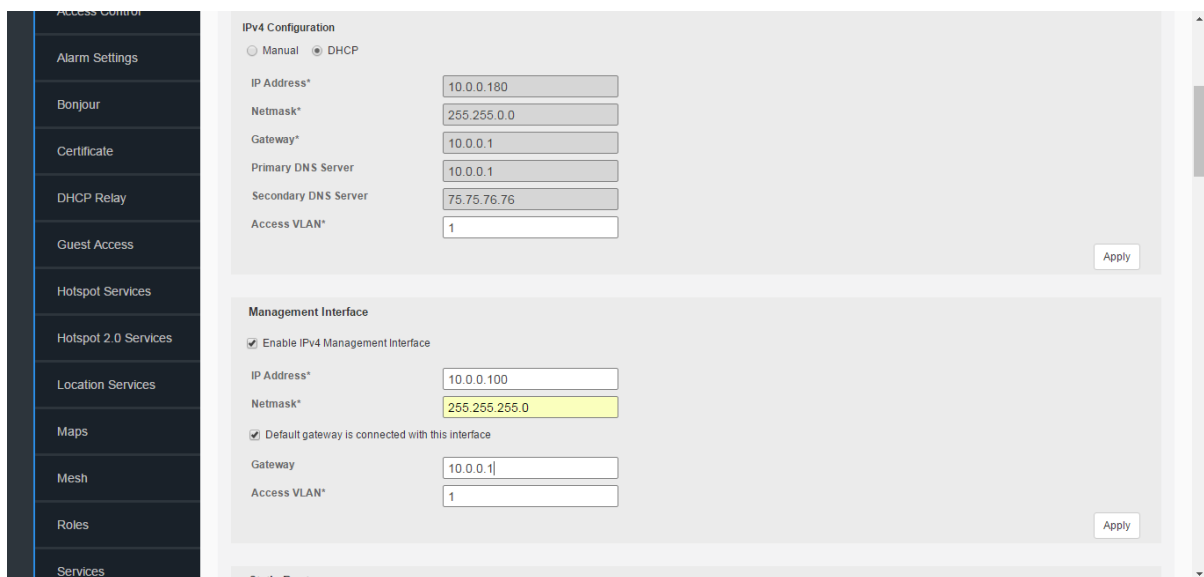 Access Control
Alarm Settings
Bonjour
Certificate
DHCP Relay
Guest Access
Hotspot Services
Hotspot 2.0 Services
Location Services
Maps
Mesh
Roles
Services
IPv4 Configuration
Manual DHCP
IP Address* 10.0.0.180
Netmask* 255.255.0.0
Gateway* 10.0.0.1
Primary DNS Server 10.0.0.1
Secondary DNS Server 75.75.76.76
Access VLAN* 1
Apply
Management Interface
Enable IPv4 Management Interface
IP Address* 10.0.0.100
Netmask* 255.255.255.0
Default gateway is connected with this interface
Gateway 10.0.0.1
Access VLAN* 1
Apply